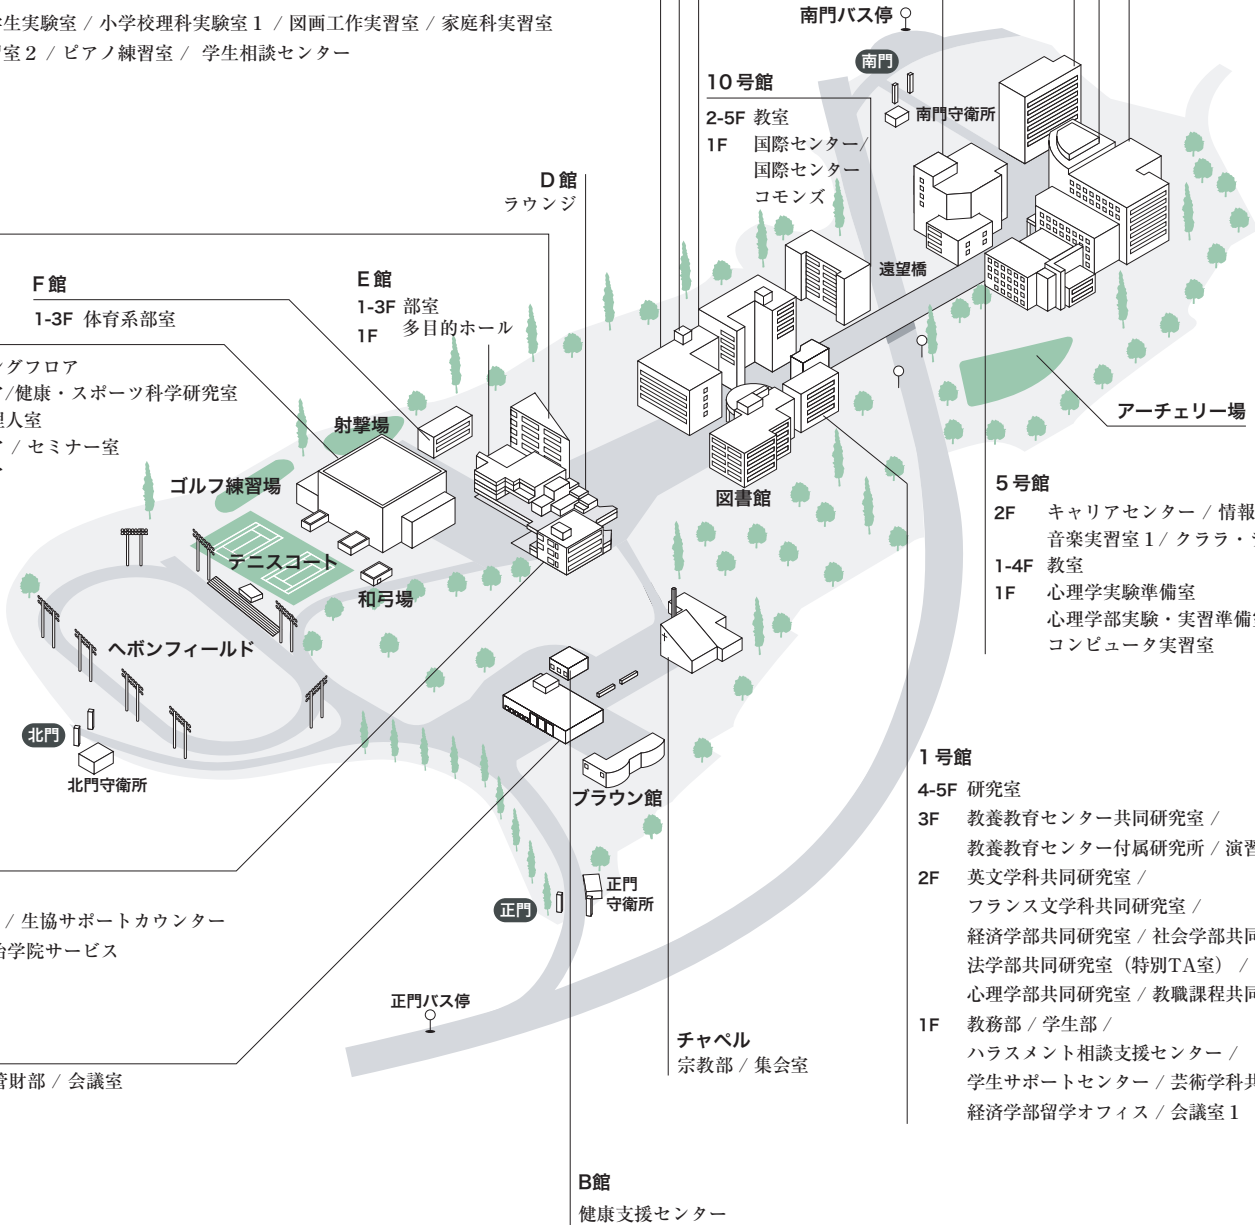 生実験室 / 小学校理科実験室１ / 図画工作実習室 / 家庭科実習室
室２ / ピアノ練習室 / 学生相談センター
南門バス停
南門
南門守衛所
10号館
2-5F 教室
1F 国際センター/
国際センター
コモンズ
D館
ラウンジ
遠望橋
F館
1-3F 体育系部室
E館
1-3F 部室
1F 多目的ホール
グフロア
/健康・スポーツ科学研究室
人室
/ セミナー室
射撃場
ゴルフ練習場
テニスコート
和弓場
ヘボンフィールド
図書館
アーチェリー場
5号館
2F キャリアセンター / 情報
音楽実習室１/ クララ・
1-4F 教室
1F 心理学実験準備室
心理学部実験・実習準備
コンピュータ実習室
北門
北門守衛所
ブラウン館
正門
正門
守衛所
正門バス停
/ 生協サポートカウンター
学院サービス
管財部 / 会議室
チャペル
宗教部 / 集会室
B館
健康支援センター
1号館
4-5F 研究室
3F 教養教育センター共同研究室 /
教養教育センター付属研究所 / 演習
2F 英文学科共同研究室 /
フランス文学科共同研究室 /
経済学部共同研究室 / 社会学部共同
法学部共同研究室（特別TA室） /
心理学部共同研究室 / 教職課程共同
1F 教務部 / 学生部 /
ハラスメント相談支援センター /
学生サポートセンター / 芸術学科共
経済学部留学オフィス / 会議室１